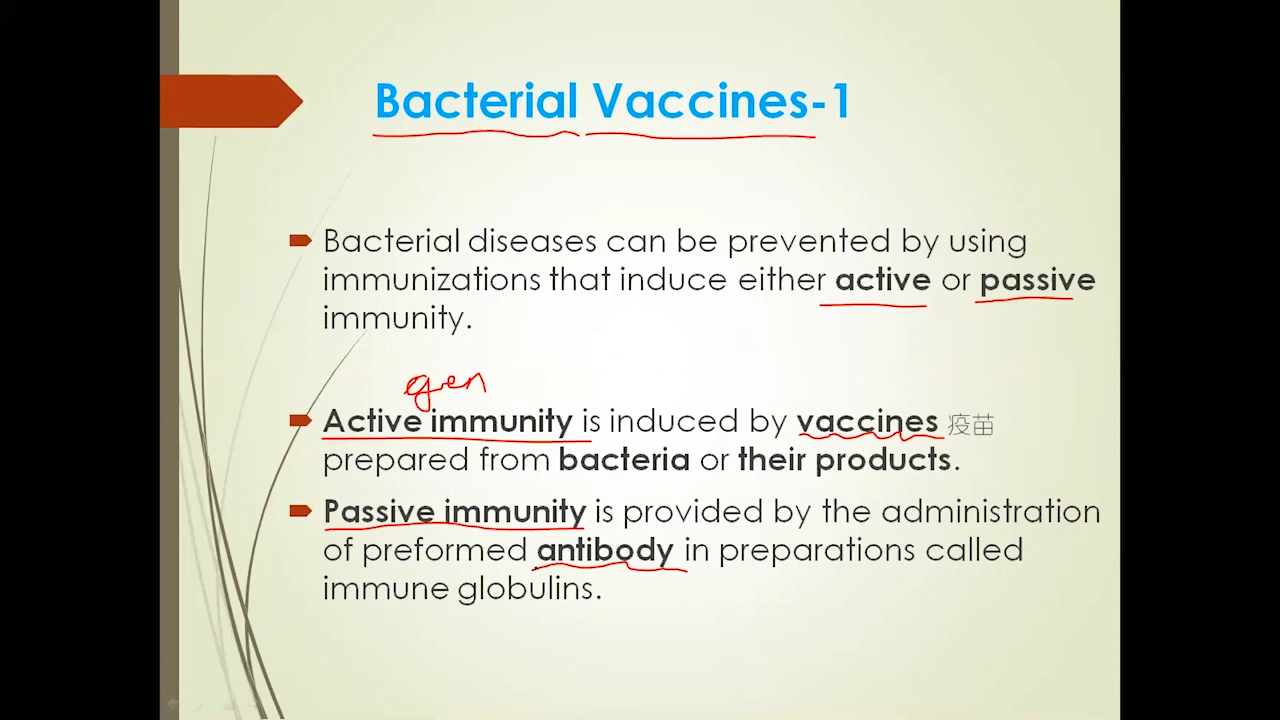 Bacterial Vaccines-1
Bacterial diseases can be prevented by using
immunizations that induce either active or passive
immunity.
gen
Active immunity is induced by vaccines 疫苗
prepared from bacteria or their products.
Passive immunity is provided by the administration
of preformed antibody in preparations called
immune globulins.